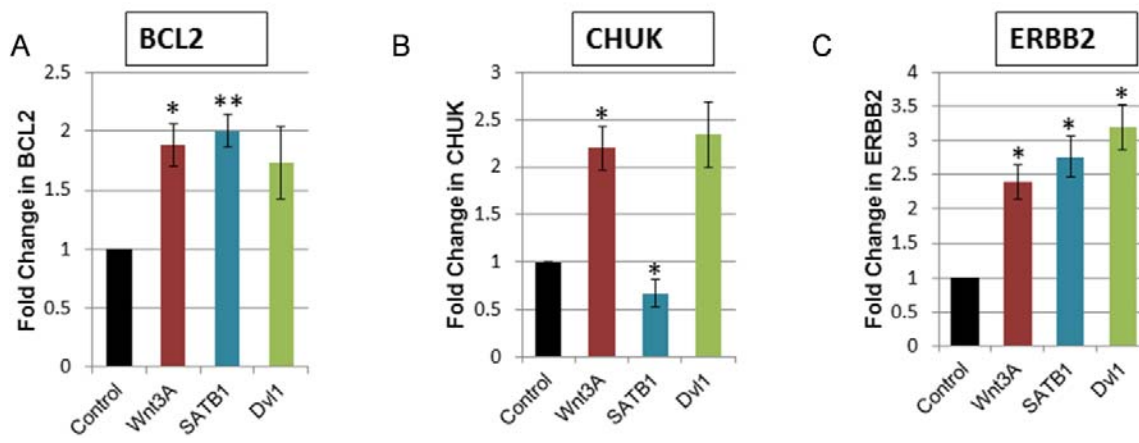 A
BCL2
Fold Change in BCL2
2.5
2
1.5
1
0.5
0
*
**
Control
Wnt3A
SATB1
Dvl1
B
CHUK
Fold Change in CHUK
3
2.5
2
1.5
1
0.5
0
*
*
Control
Wnt3A
SATB1
Dvl1
C
ERBB2
Fold Change in ERBB2
4
3.5
3
2.5
2
1.5
1
0.5
0
*
*
*
Control
Wnt3A
SATB1
Dvl1